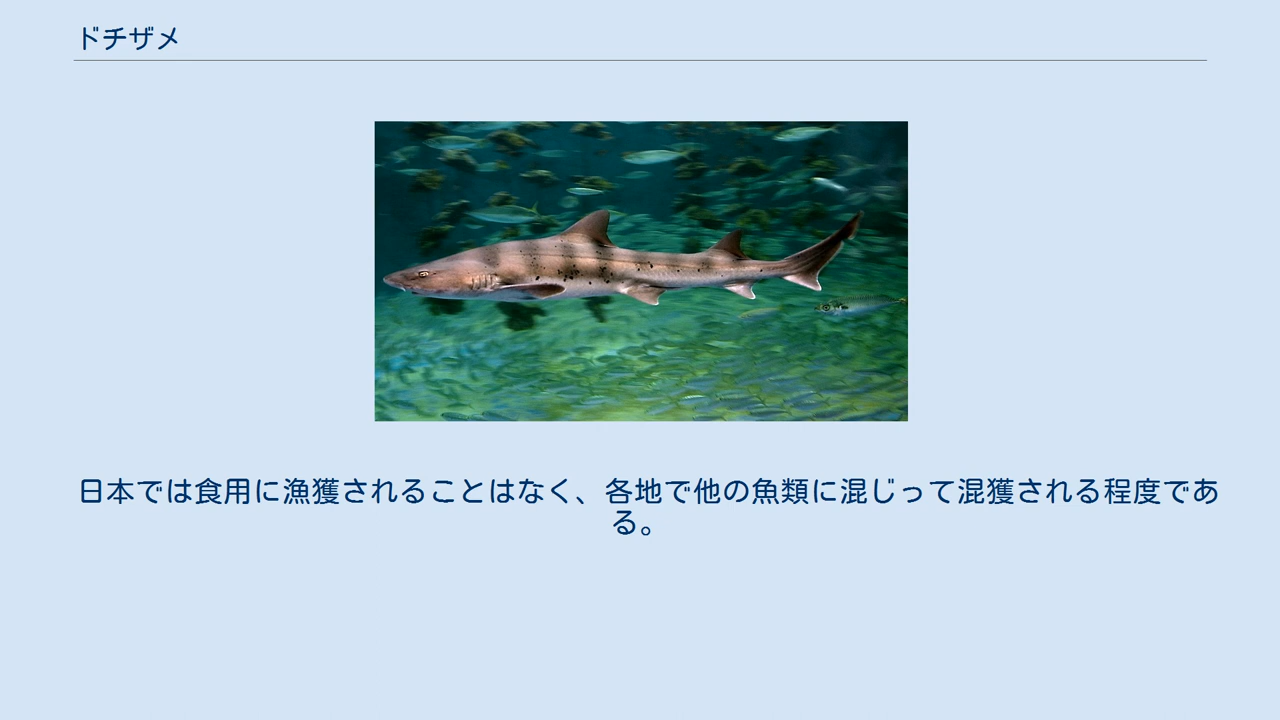 ドチザメ
日本では食用に漁獲されることはなく、各地で他の魚類に混じって混獲される程度であ
る。